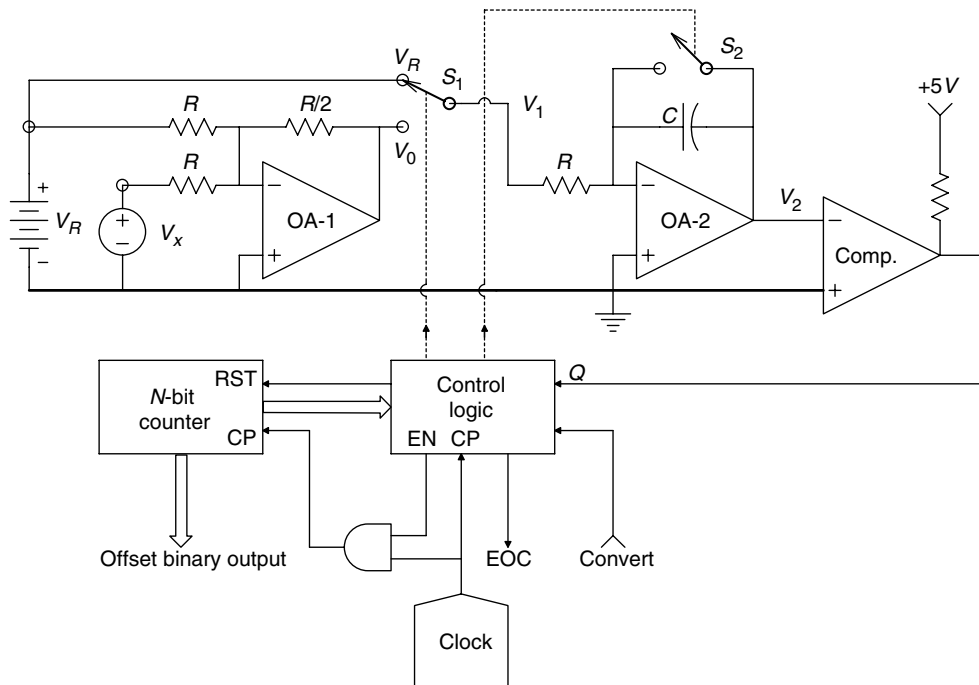 V_R
S_1
S_2
+5V
R
R/2
V_1
C
V_0
R
R
+
−
V_2
−
+
V_R
+
−
V_x
OA-1
−
OA-2
Comp.
+
+
−
+
RST
N-bit
counter
CP
Control
logic
EN CP
Q
Offset binary output
EOC
Convert
Clock